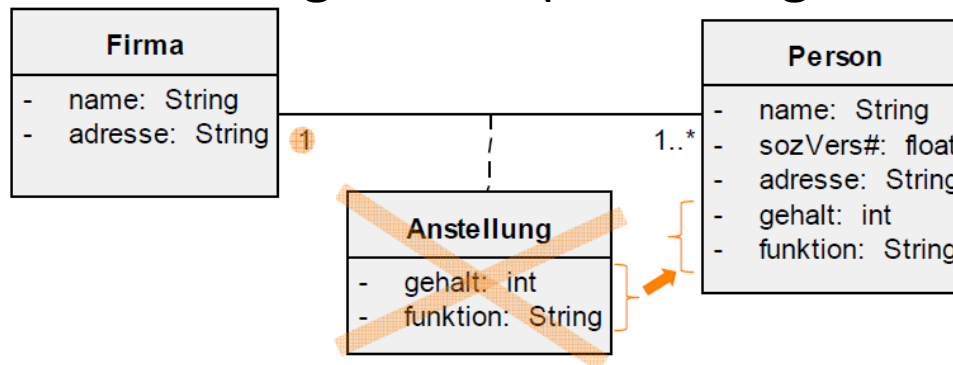 Firma
- name: String
- adresse: String
1
1..*
Person
- name: String
- sozVers#: float
- adresse: String
- gehalt: int
- funktion: String
Anstellung
- gehalt: int
- funktion: String